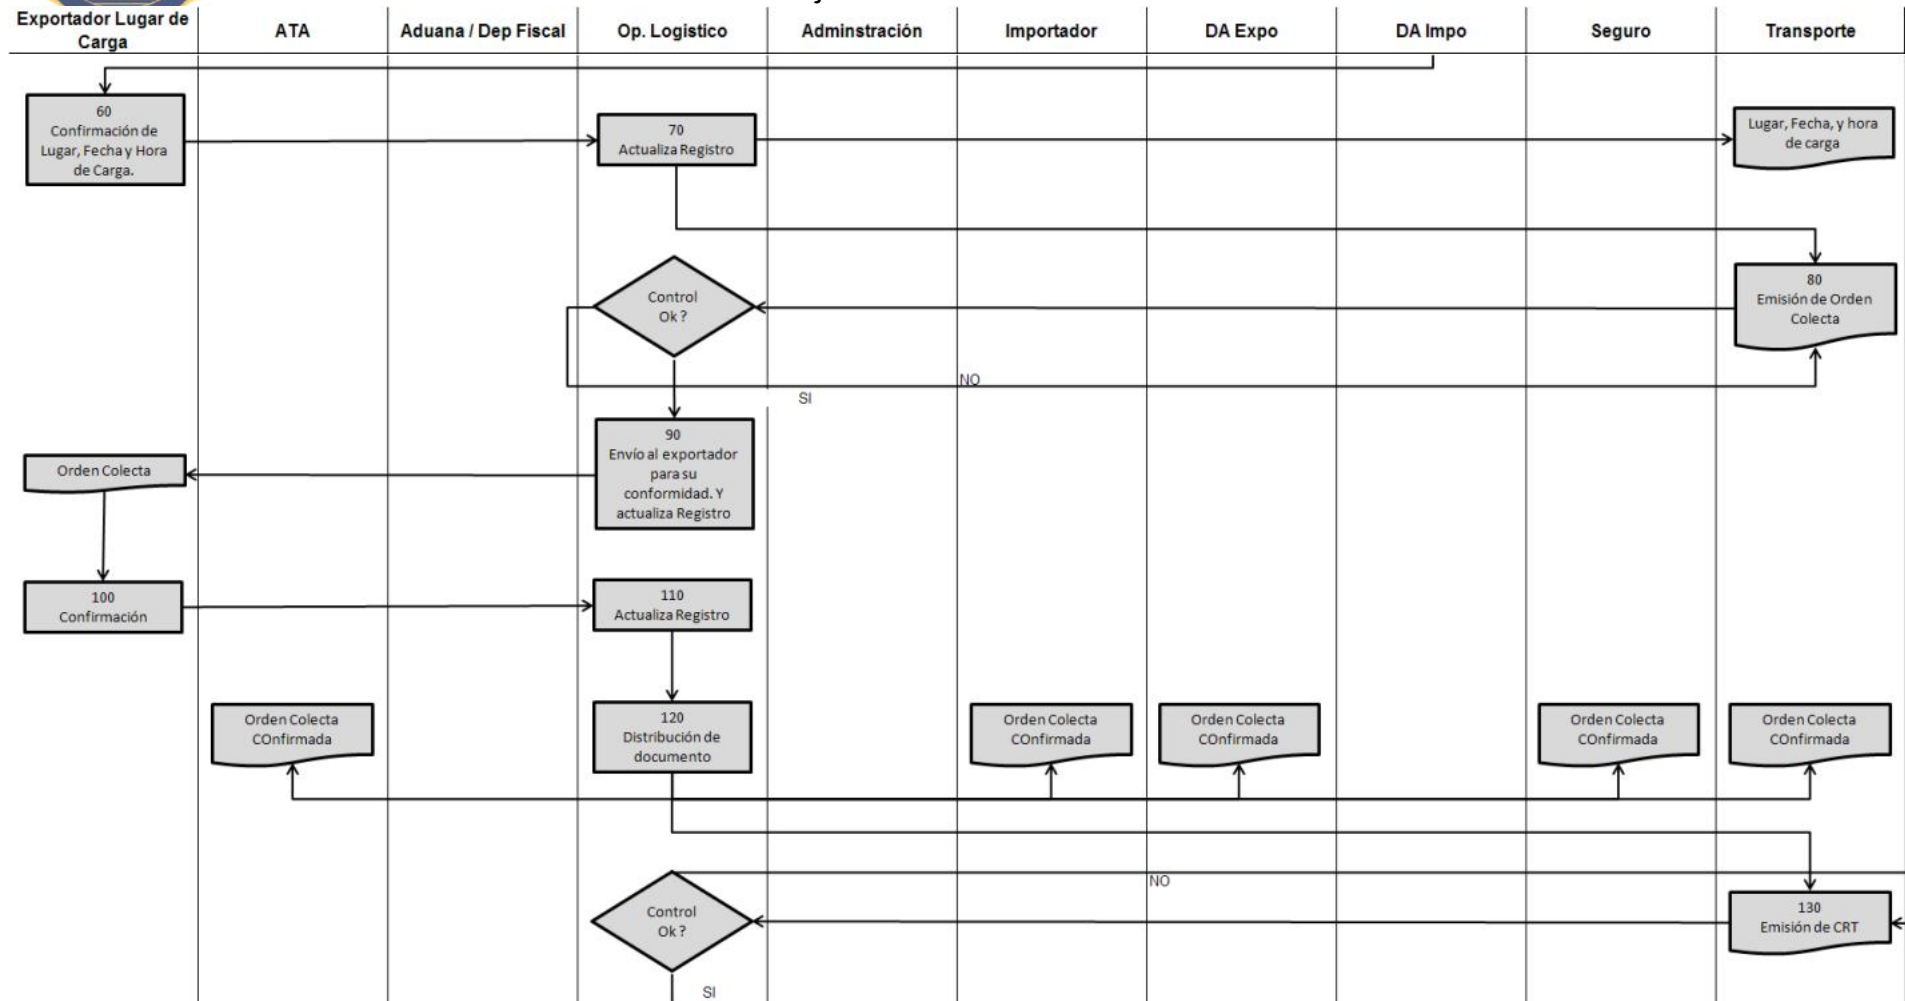 Exportador Lugar de
Carga
ATA
Aduana / Dep Fiscal
Op. Logístico
Adminstración
Importador
DA Expo
DA Impo
Seguro
Transporte
60
Confirmación de
Lugar, Fecha y Hora
de Carga.
70
Actualiza Registro
Lugar, Fecha, y hora
de carga
Control
Ok ?
80
Emisión de Orden
Colecta
NO
SI
90
Envío al exportador
para su
conformidad. Y
actualiza Registro
Orden Colecta
100
Confirmación
110
Actualiza Registro
Orden Colecta
COnfirmada
120
Distribución de
documento
Orden Colecta
COnfirmada
Orden Colecta
COnfirmada
Orden Colecta
COnfirmada
Orden Colecta
COnfirmada
NO
Control
Ok ?
130
Emisión de CRT
SI